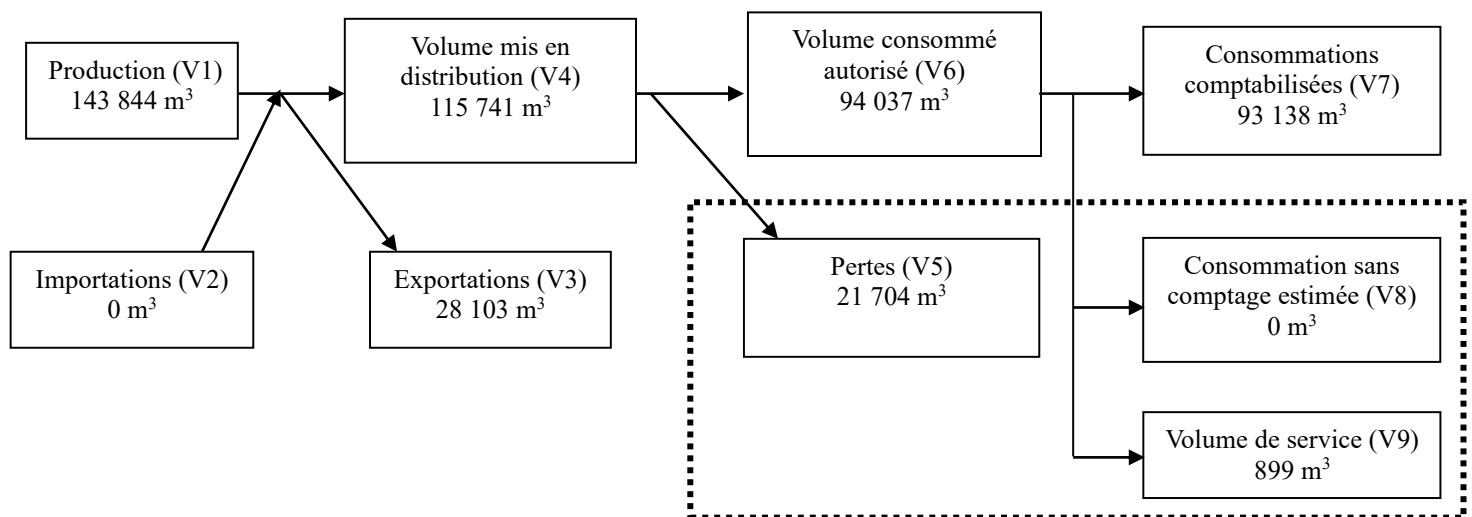 Production (V1)
143 844 m³
Volume mis en
distribution (V4)
115 741 m³
Volume consommé
autorisé (V6)
94 037 m³
Consommations
comptabilisées (V7)
93 138 m³
Importations (V2)
0 m³
Exportations (V3)
28 103 m³
Pertes (V5)
21 704 m³
Consommation sans
comptage estimée (V8)
0 m³
Volume de service (V9)
899 m³